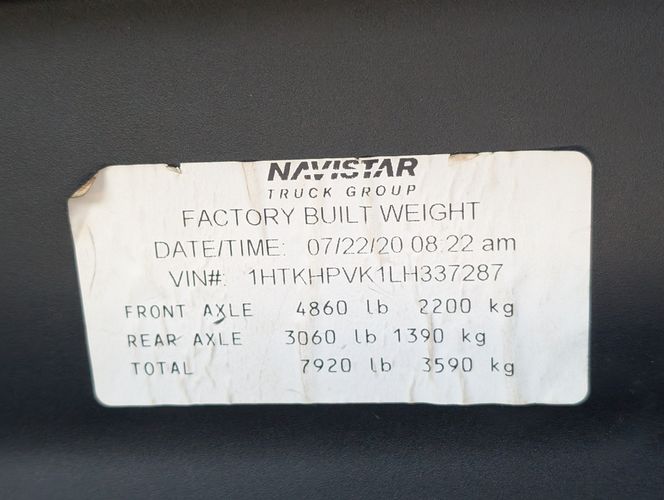 NAVISTAR
TRUCK GROUP
FACTORY BUILT WEIGHT
DATE/TIME: 07/22/20 08:22 am
VIN#: 1HTKHPVK1LH337287
FRONT AXLE 4860 lb 2200 kg
REAR AXLE 3060 lb 1390 kg
TOTAL 7920 lb 3590 kg